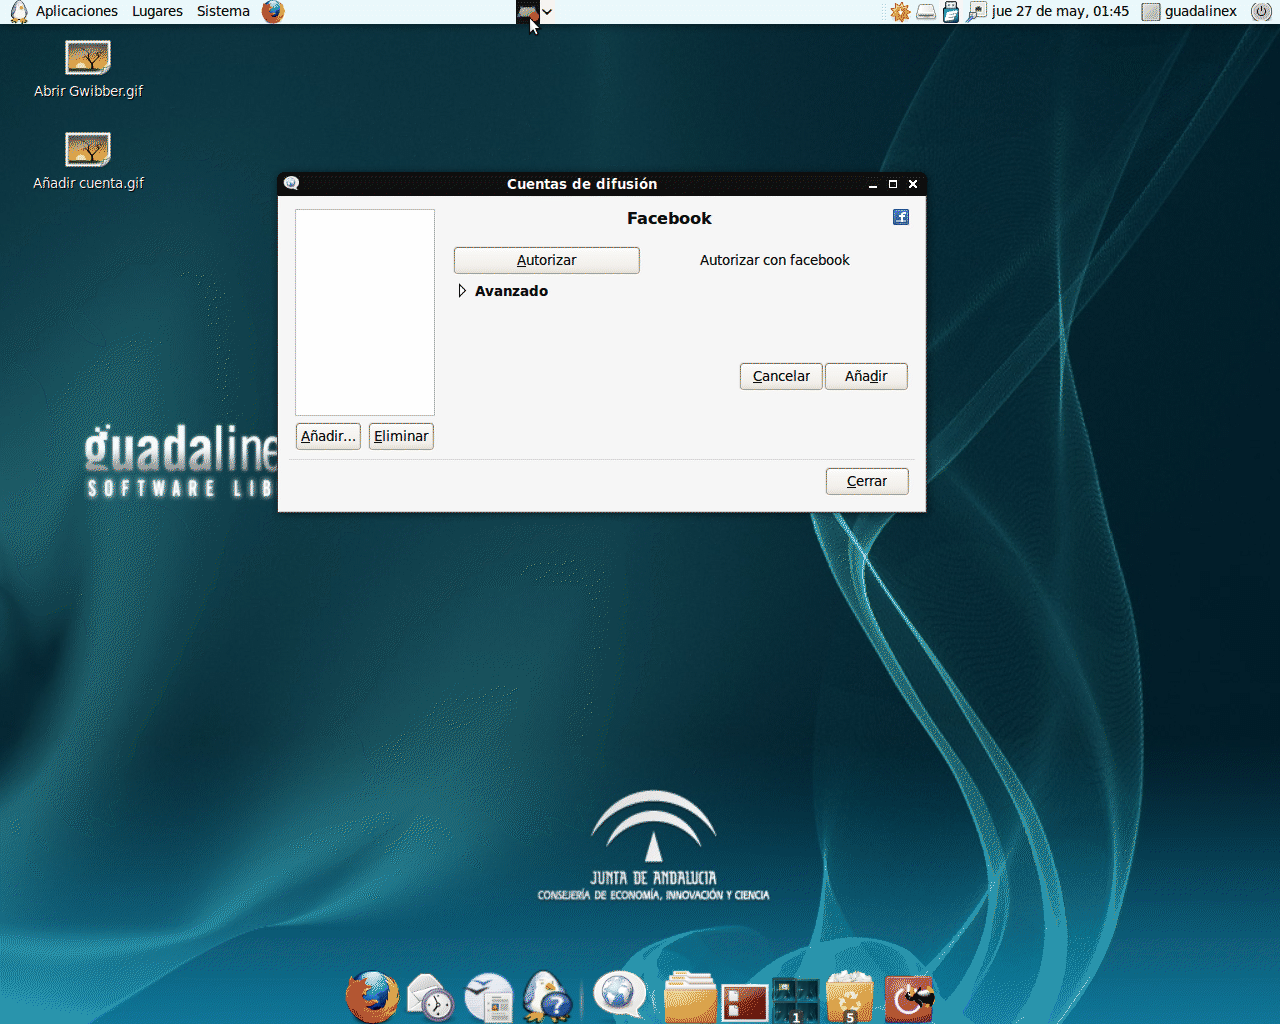 Aplicaciones Lugares Sistema
jue 27 de may, 01:45 guadalinex
Abrir Gwibber.gif
Añadir cuenta.gif
Cuentas de difusión
Facebook
Autorizar Autorizar con facebook
Avanzado
Cancelar Añadir
Añadir... Eliminar
Cerrar
guadaline
SOFTWARE LIB
JUNTA DE ANDALUCIA
CONSEJERÍA DE ECONOMÍA, INNOVACIÓN Y CIENCIA
1 5